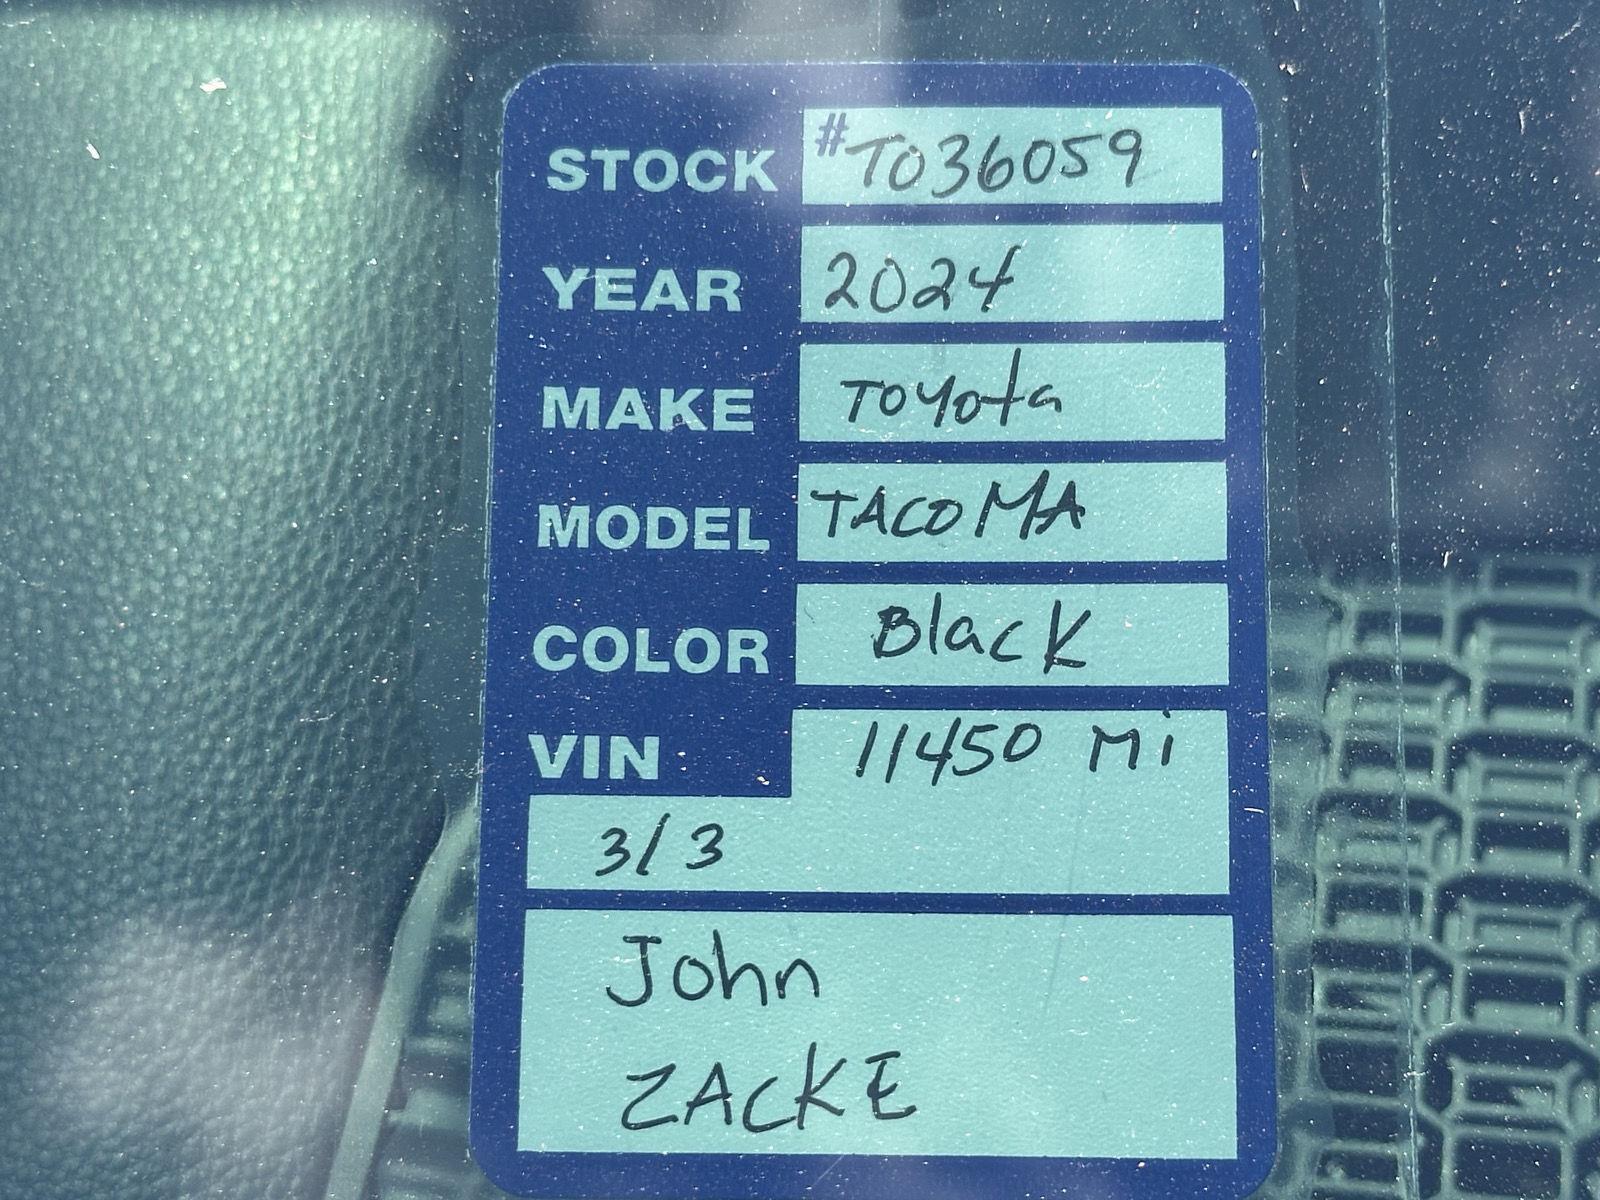 STOCK #T036059
YEAR 2024
MAKE Toyota
MODEL TACOMA
COLOR Black
VIN 11450 Mi
3/3
John
ZACKE